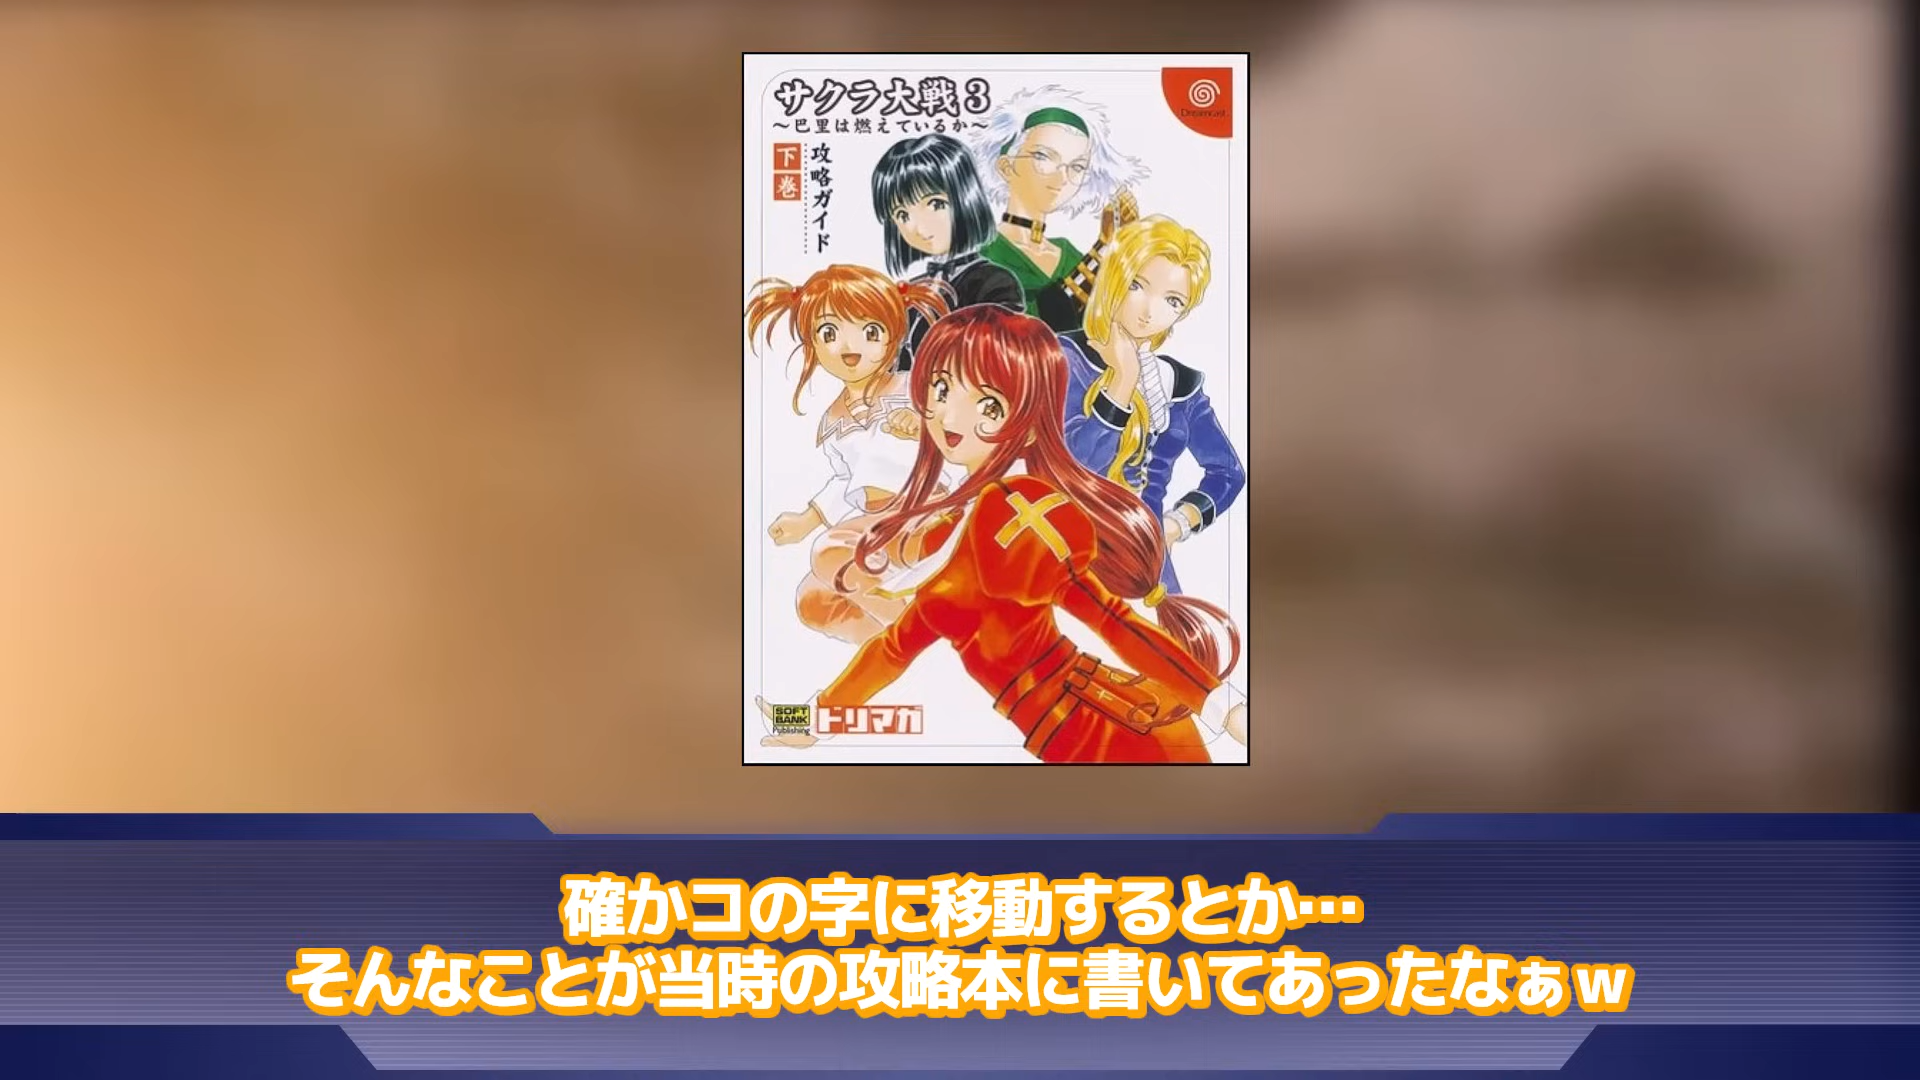 サクラ大戦3
～巴里は燃えているか～
下巻
攻略ガイド
Dreamcast
SOFT
BANK
Publishing
ドリマガ
確かコの字に移動するとか…
そんなことが当時の攻略本に書いてあったなぁw